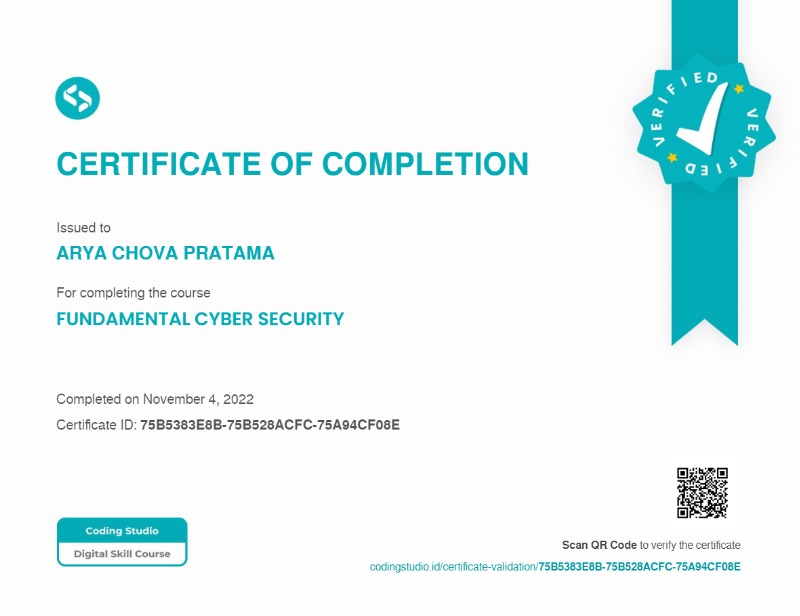 CERTIFICATE OF COMPLETION
VERIFIED
VERIFIED
VERIFIED
Issued to
ARYA CHOVA PRATAMA
For completing the course
FUNDAMENTAL CYBER SECURITY
Completed on November 4, 2022
Certificate ID: 75B5383E8B-75B528ACFC-75A94CF08E
Coding Studio
Digital Skill Course
Scan QR Code to verify the certificate
codingstudio.id/certificate-validation/75B5383E8B-75B528ACFC-75A94CF08E